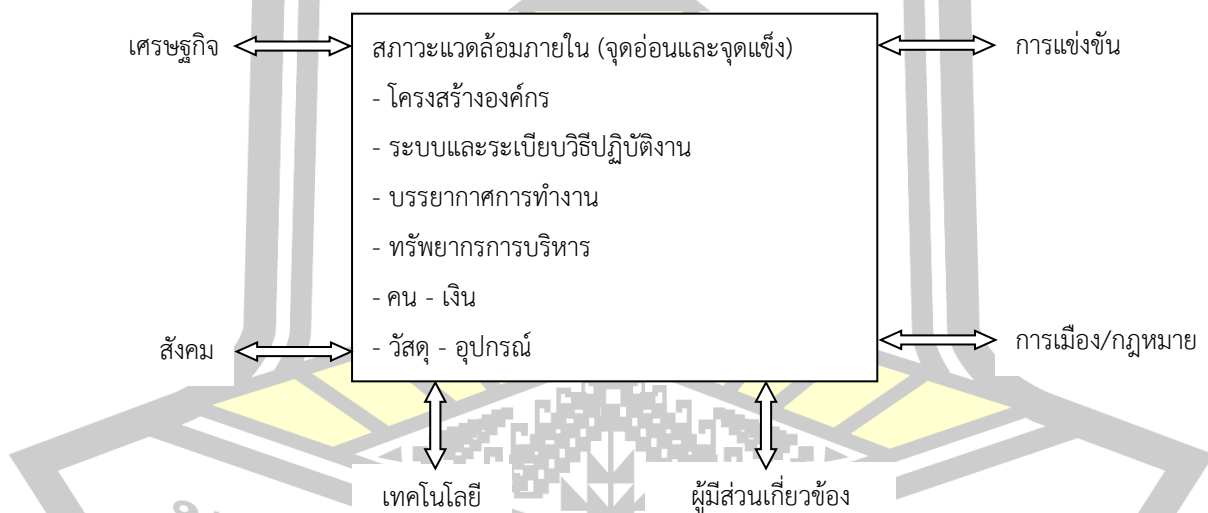 เศรษฐกิจ
สภาวะแวดล้อมภายใน (จุดอ่อนและจุดแข็ง)
การแข่งขัน
- โครงสร้างองค์กร
- ระบบและระเบียบวิธีปฏิบัติงาน
- บรรยากาศการทำงาน
- ทรัพยากรการบริหาร
- คน - เงิน
สังคม
- วัสดุ - อุปกรณ์
การเมือง/กฎหมาย
เทคโนโลยี
ผู้มีส่วนเกี่ยวข้อง